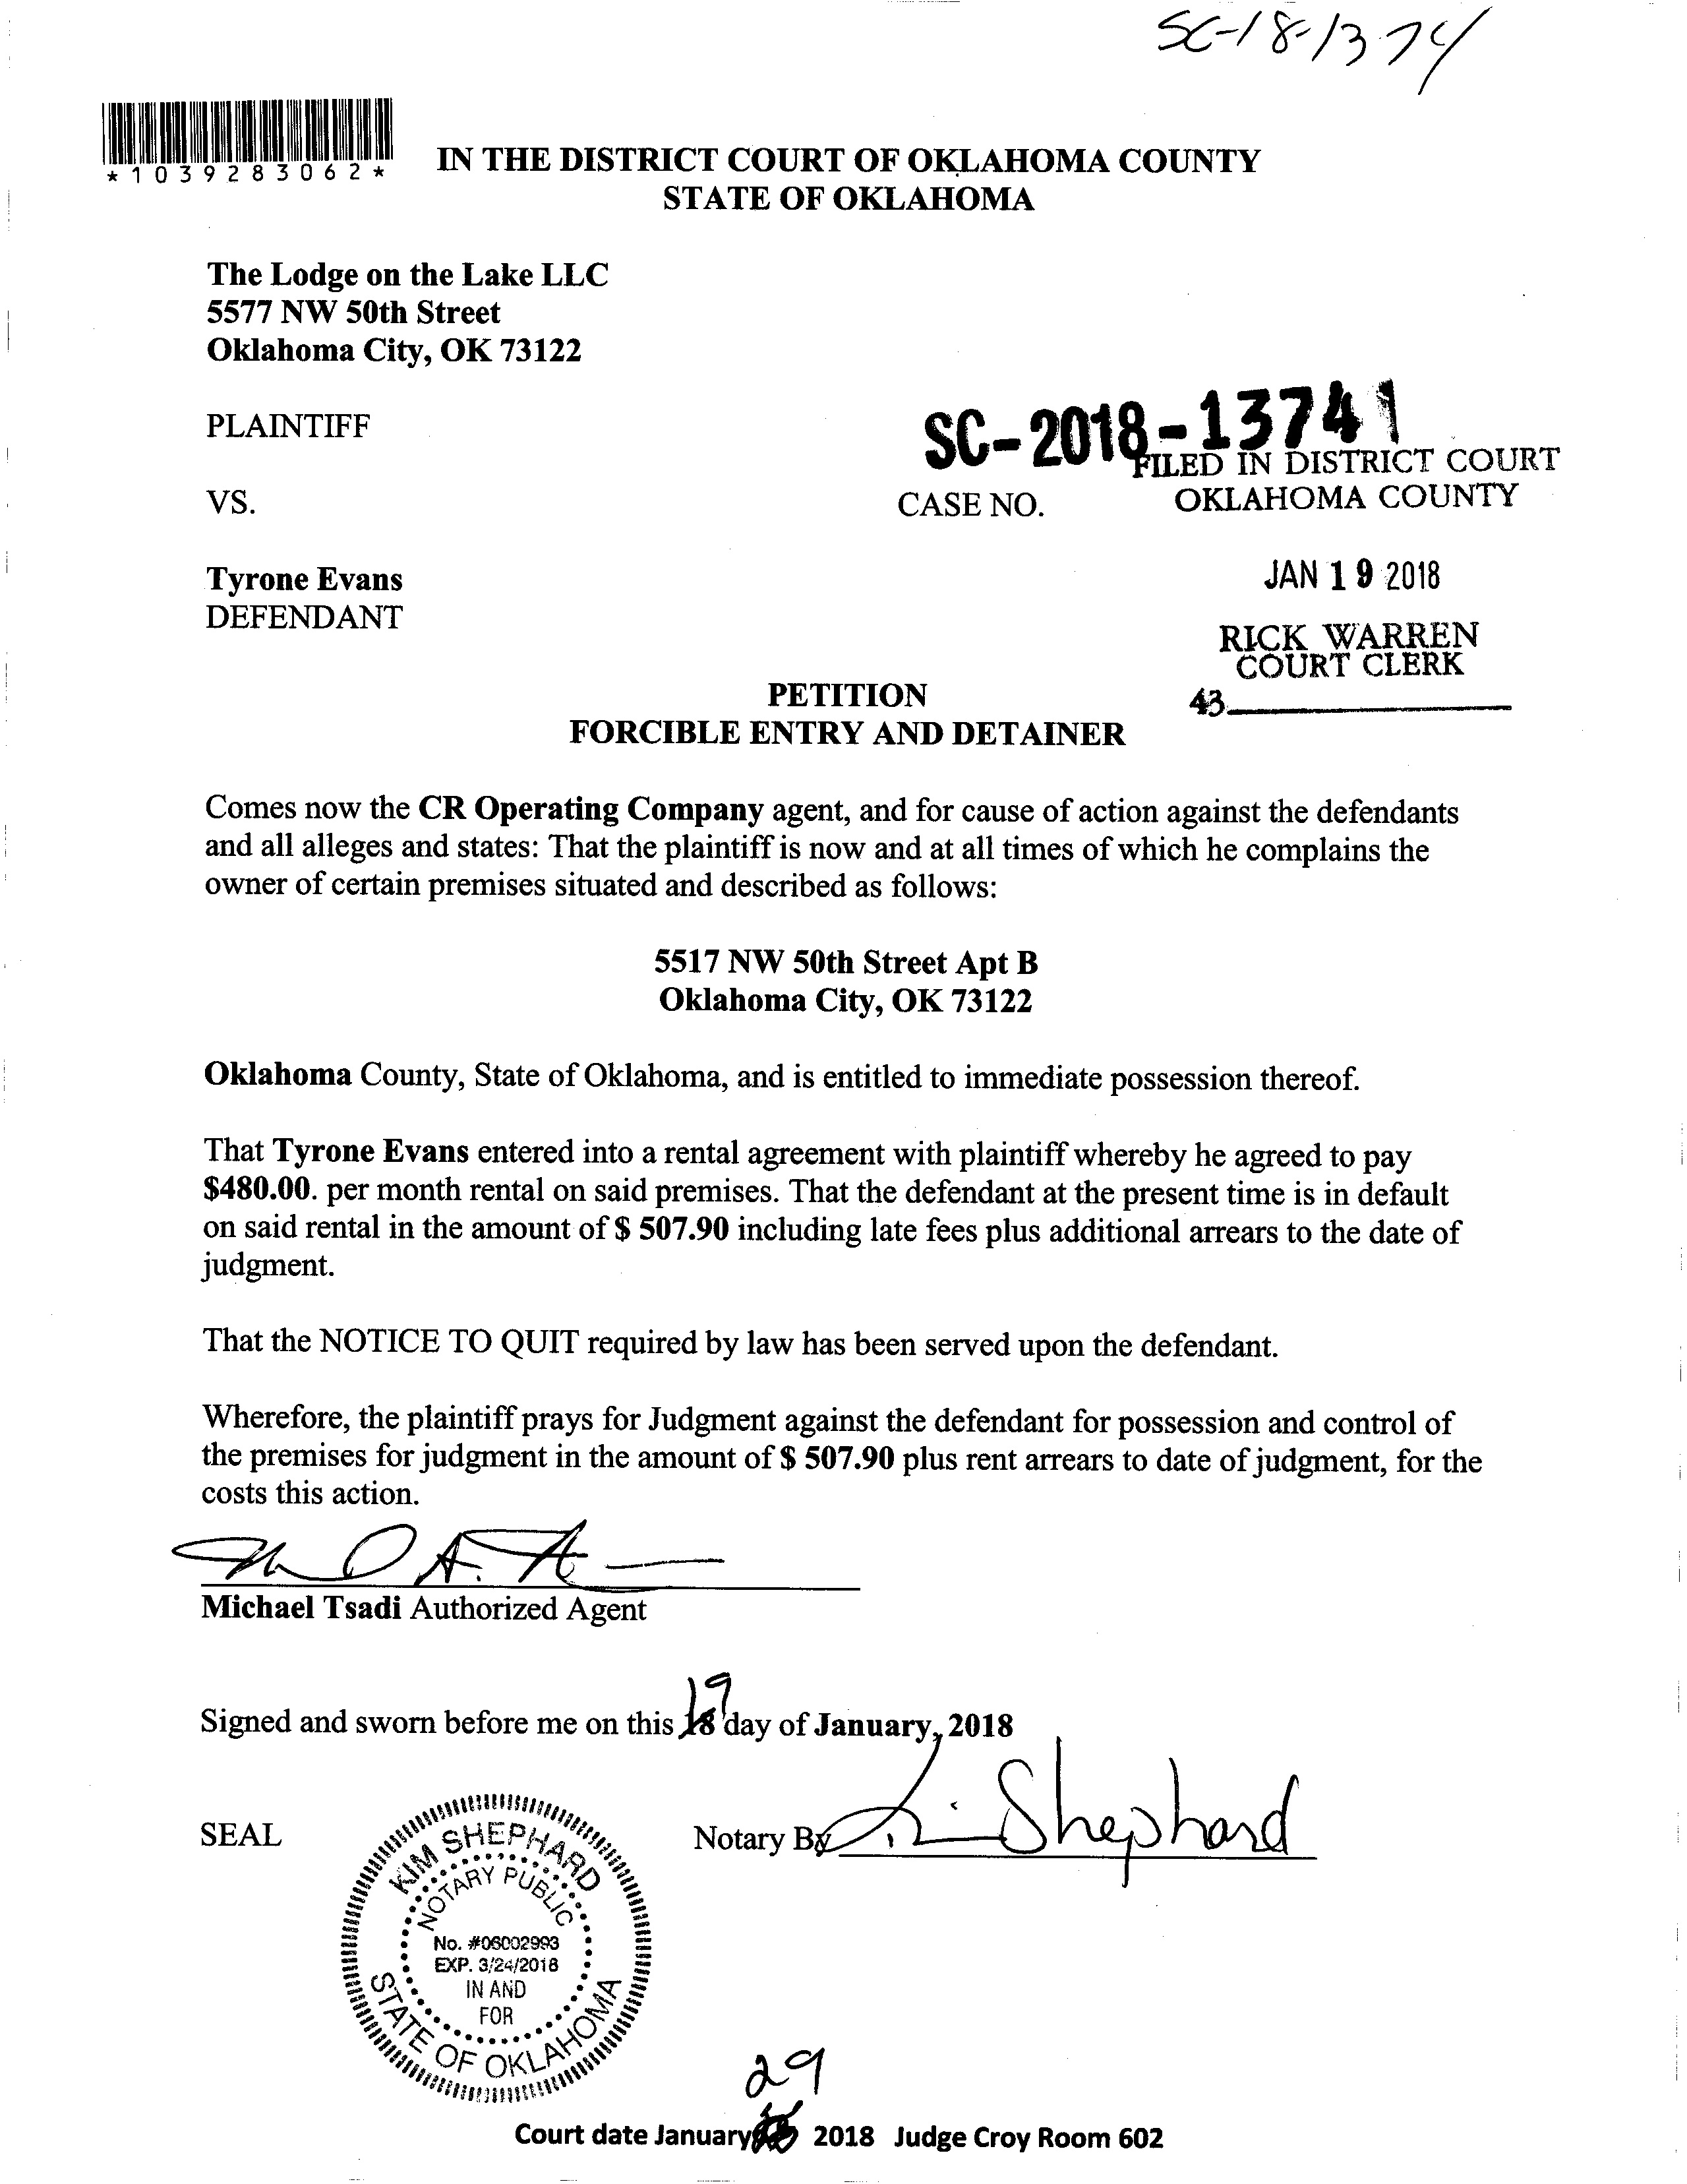 SC-18-1374
*1039283062*
IN THE DISTRICT COURT OF OKLAHOMA COUNTY
STATE OF OKLAHOMA
The Lodge on the Lake LLC
5577 NW 50th Street
Oklahoma City, OK 73122
PLAINTIFF
SC-2018-1374 1
FILED IN DISTRICT COURT
OKLAHOMA COUNTY
VS.
CASE NO.
Tyrone Evans
DEFENDANT
JAN 19 2018
RICK WARREN
COURT CLERK
43
PETITION
FORCIBLE ENTRY AND DETAINER
Comes now the CR Operating Company agent, and for cause of action against the defendants
and all alleges and states: That the plaintiff is now and at all times of which he complains the
owner of certain premises situated and described as follows:
5517 NW 50th Street Apt B
Oklahoma City, OK 73122
Oklahoma County, State of Oklahoma, and is entitled to immediate possession thereof.
That Tyrone Evans entered into a rental agreement with plaintiff whereby he agreed to pay
$480.00. per month rental on said premises. That the defendant at the present time is in default
on said rental in the amount of $ 507.90 including late fees plus additional arrears to the date of
judgment.
That the NOTICE TO QUIT required by law has been served upon the defendant.
Wherefore, the plaintiff prays for Judgment against the defendant for possession and control of
the premises for judgment in the amount of $ 507.90 plus rent arrears to date of judgment, for the
costs this action.
Michael Tsadi Authorized Agent
19
Signed and sworn before me on this 18 day of January, 2018
SEAL
Notary By K. Shephard
KIM SHEPHARD
NOTARY PUBLIC
No. #06002993
EXP. 3/24/2018
IN AND
FOR
STATE OF OKLAHOMA
29
Court date January 2018 Judge Croy Room 602